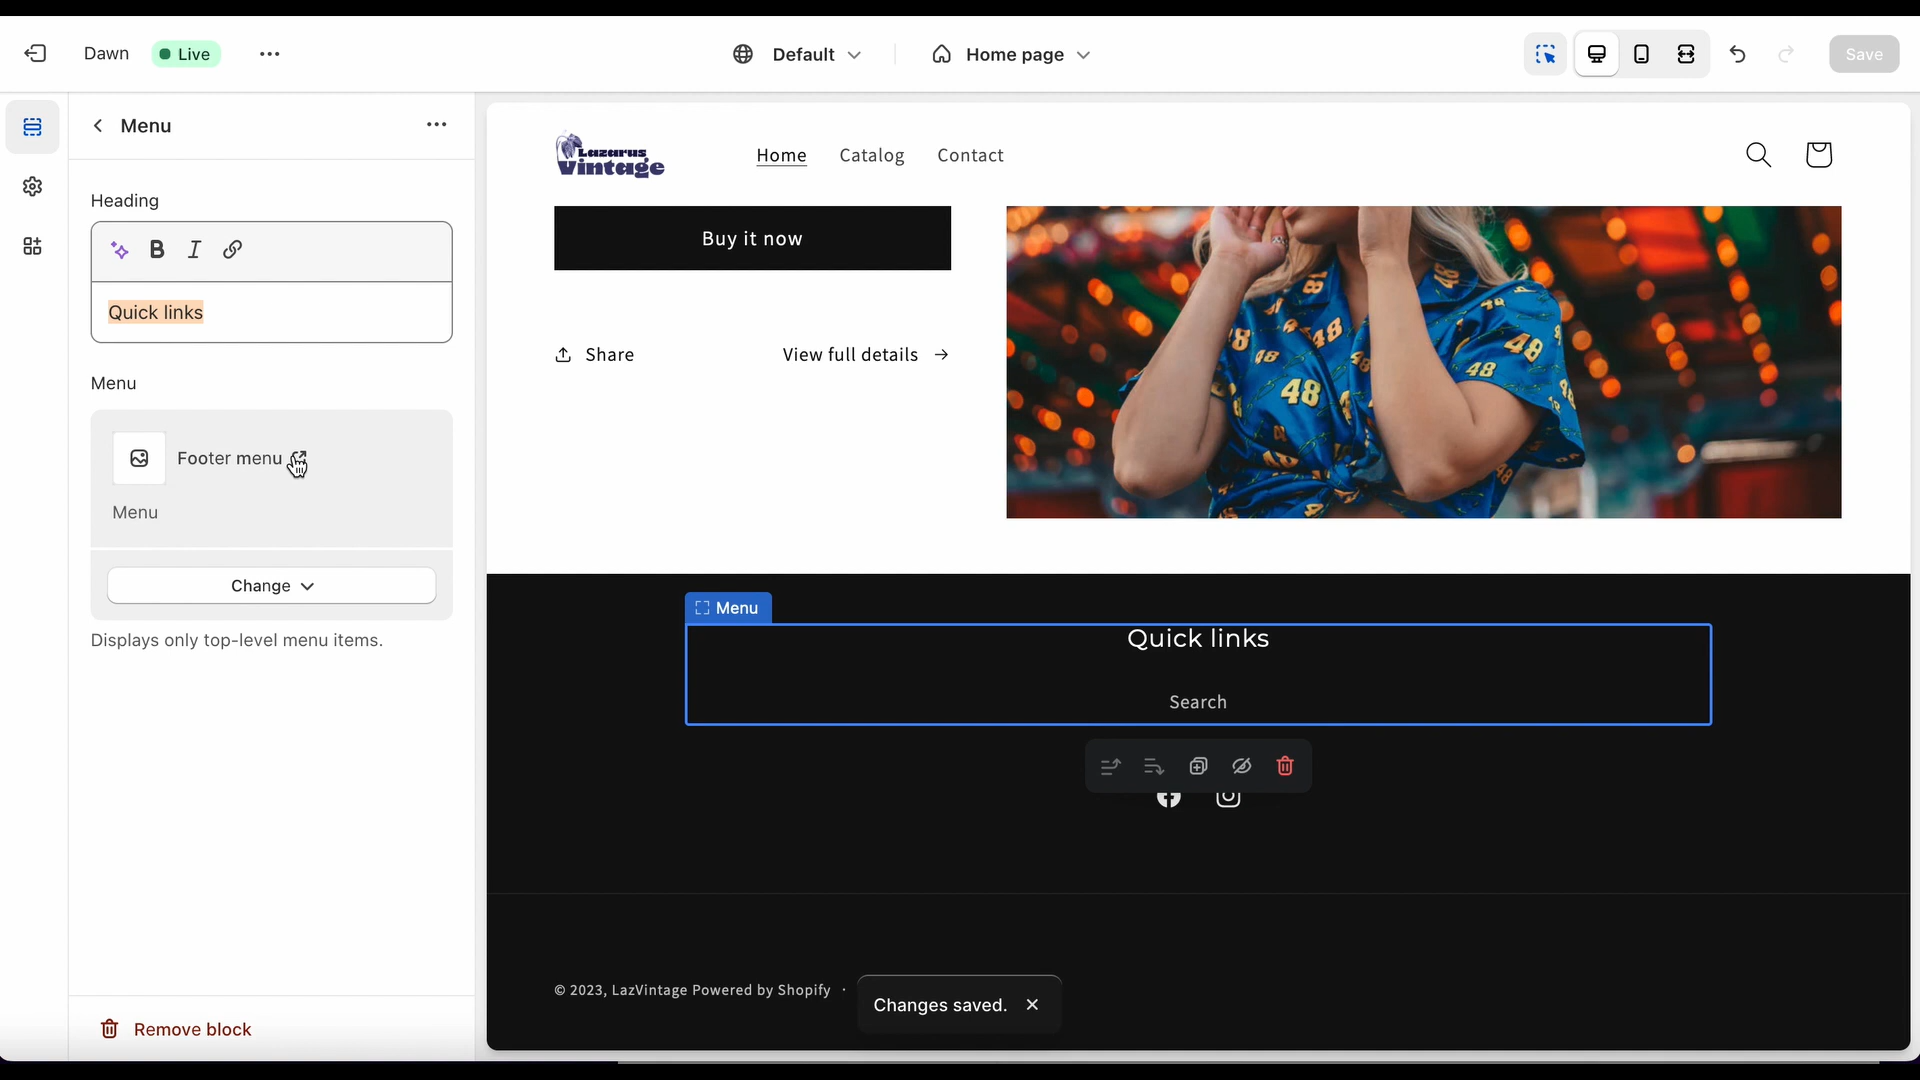 Dawn
Live
Default
Home page
Save
Menu
Heading
Quick links
Menu
Footer menu
Menu
Change
Displays only top-level menu items.
Remove block
Lazarus
Vintage
Home
Catalog
Contact
Buy it now
Share
View full details
48 48 48 48 48 48 48
Menu
Quick links
Search
© 2023, LazVintage Powered by Shopify ·
Changes saved.